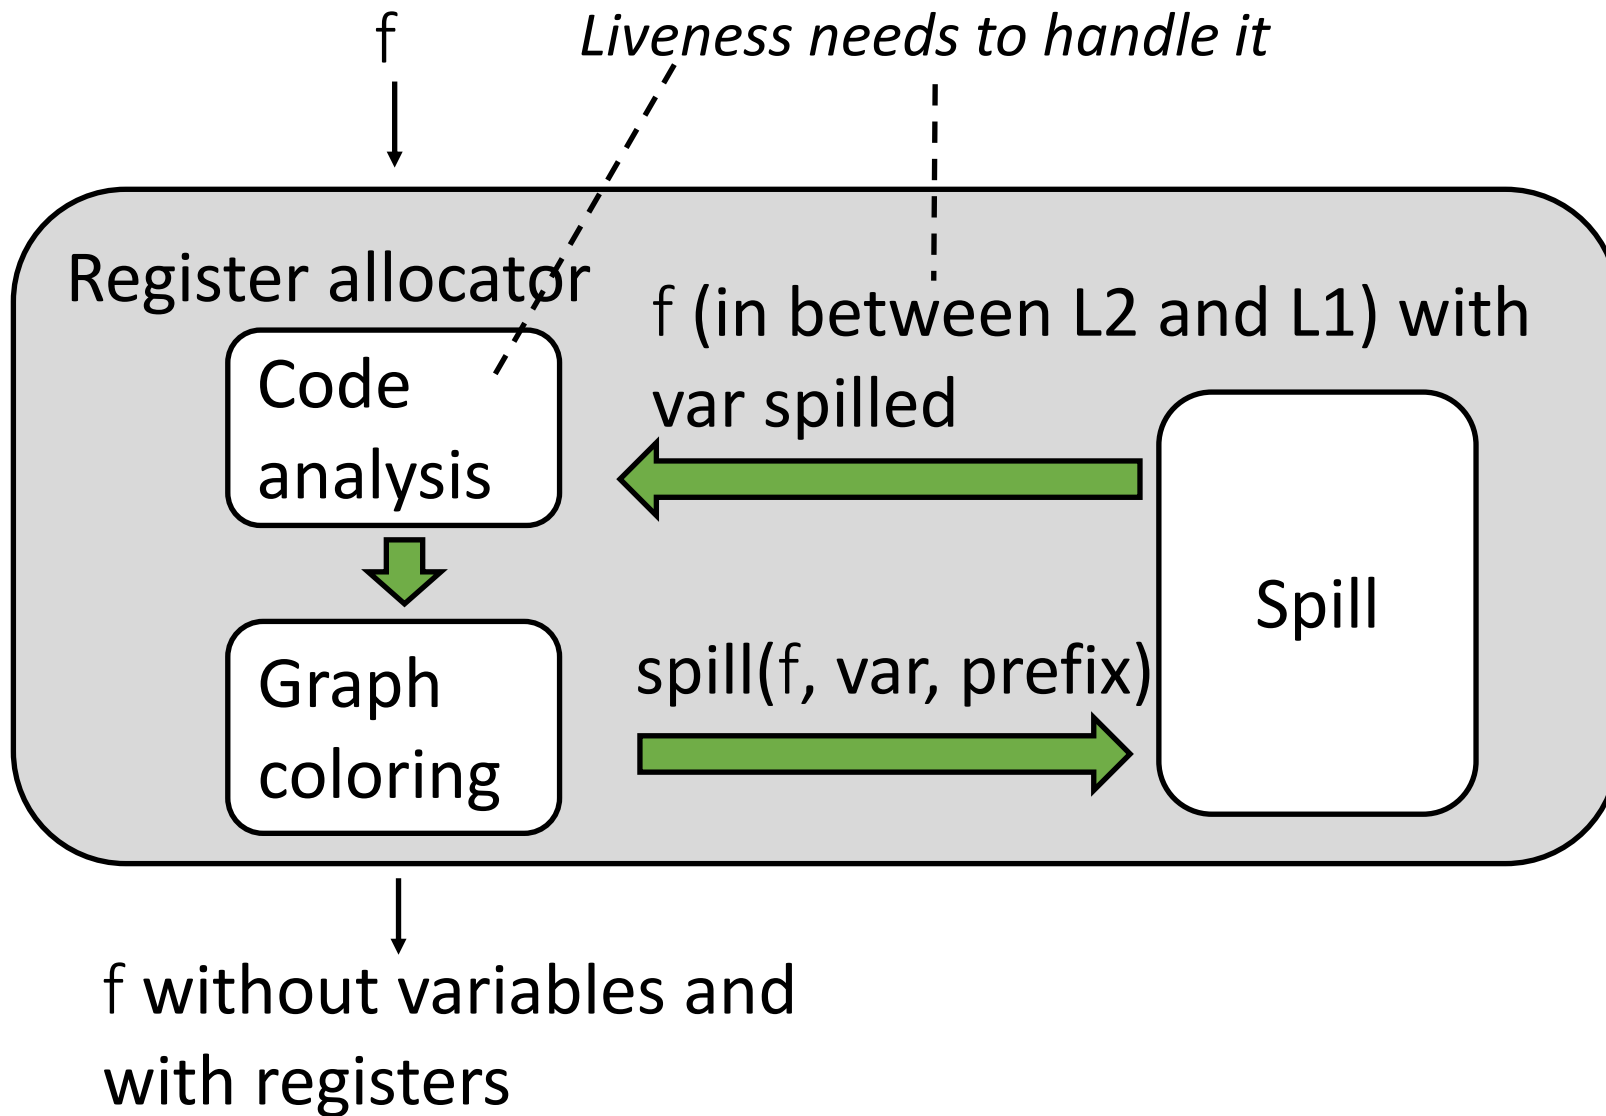 f
Liveness needs to handle it
Register allocator
f (in between L2 and L1) with
var spilled
Code
analysis
Spill
Graph
coloring
spill(f, var, prefix)
f without variables and
with registers